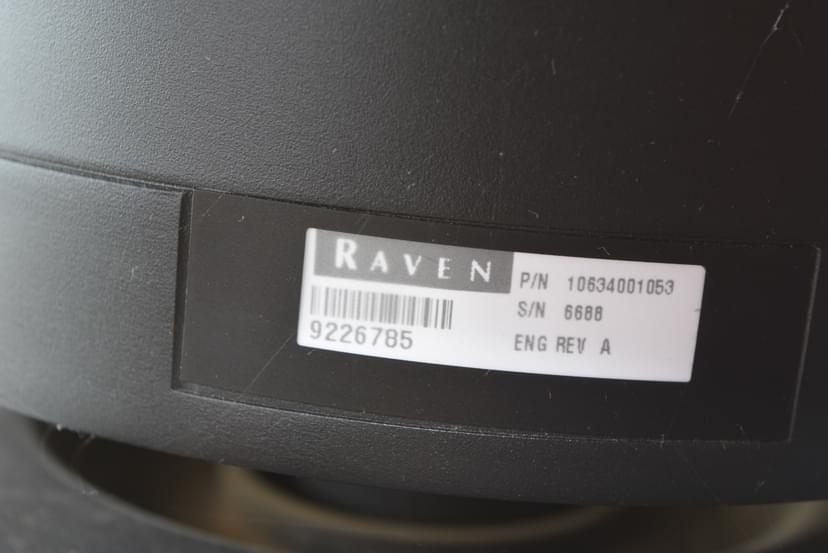 RAVEN
9226785
P/N 10634001053
S/N 6688
ENG REV A